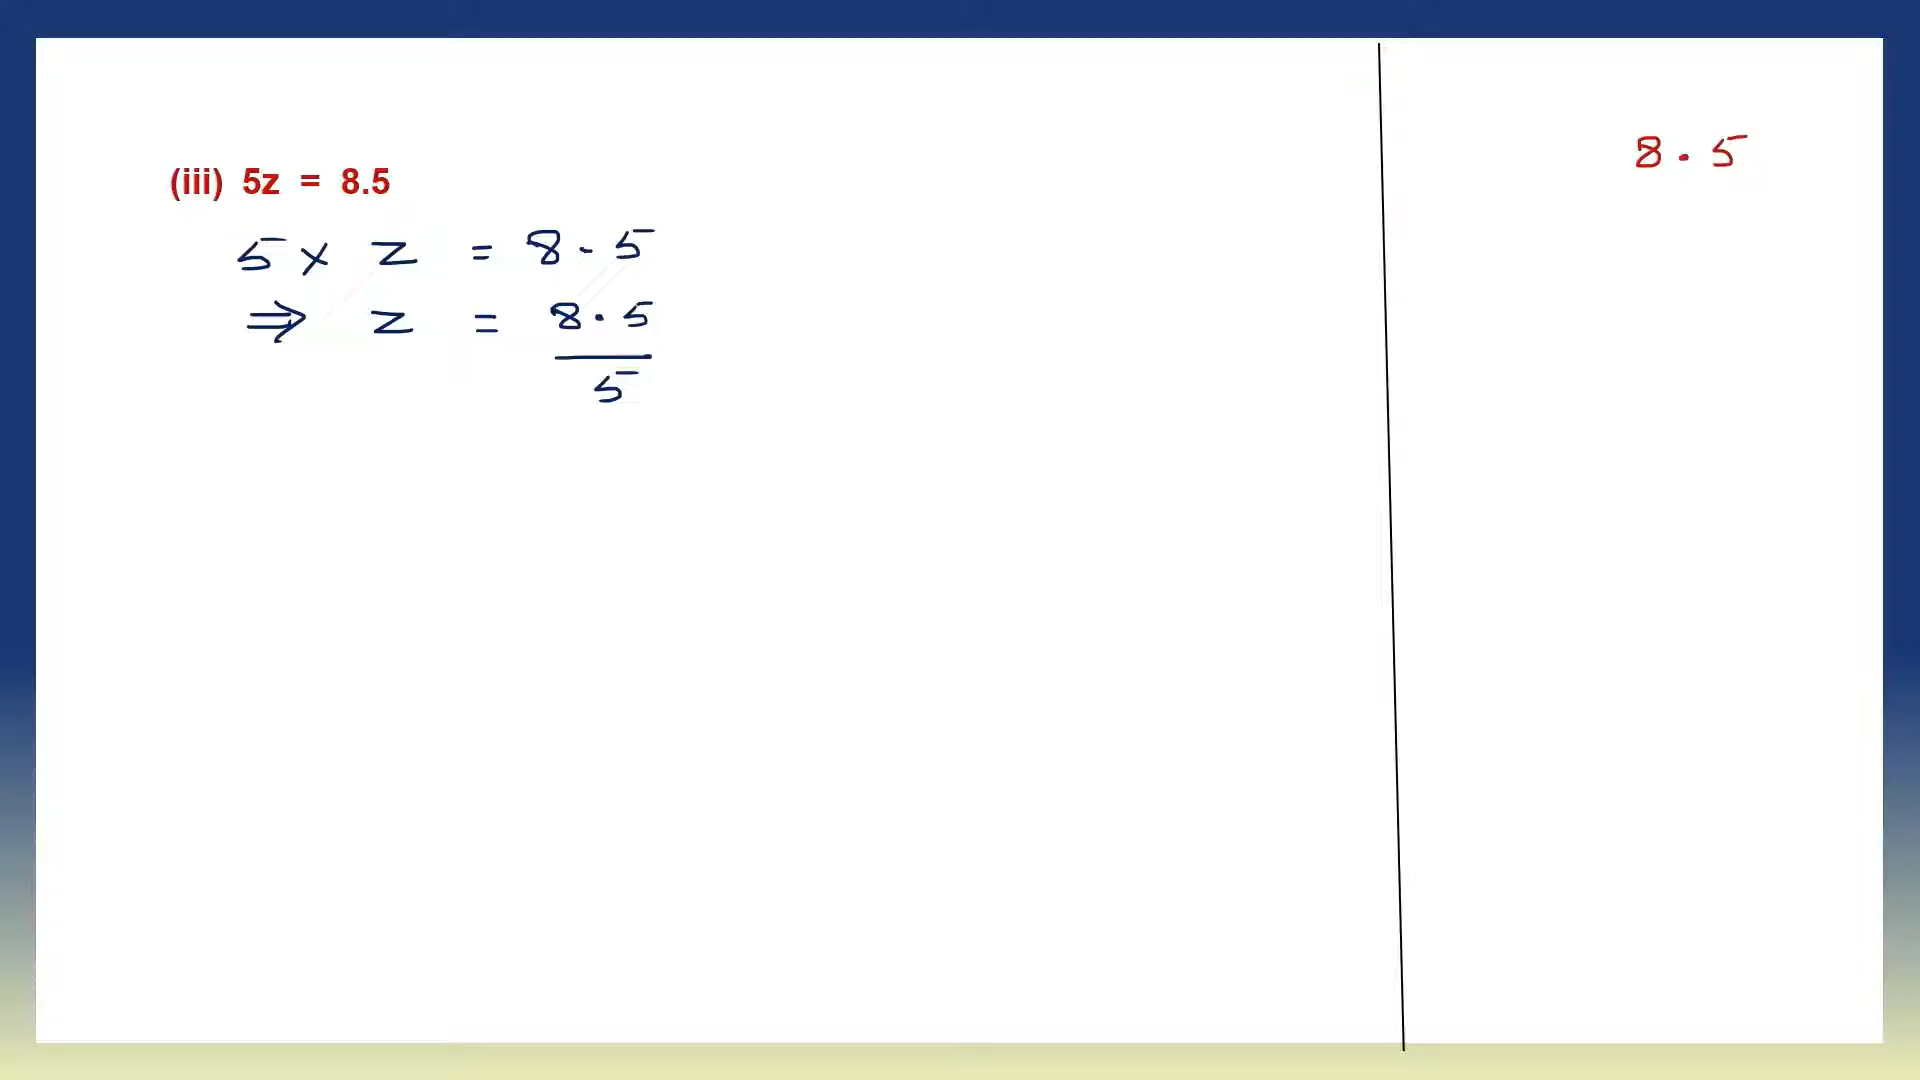 (iii) 5z = 8.5
5 × z = 8.5
⇒ z = 8.5
5
8.5